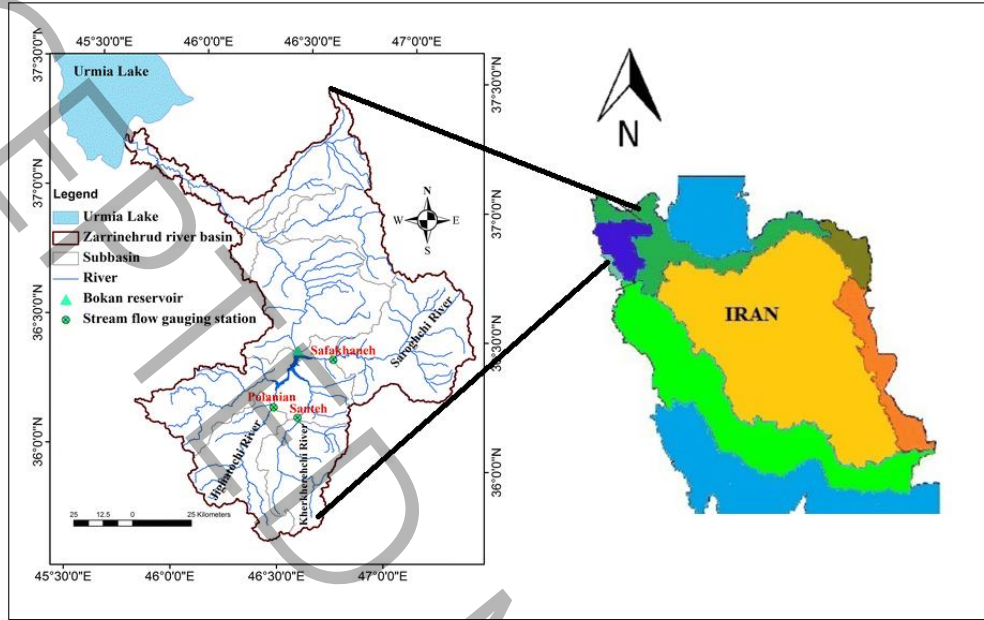 45°30'0"E 46°0'0"E 46°30'0"E 47°0'0"E
37°30'0"N
37°0'0"N
36°30'0"N
36°0'0"N
Urmia Lake
Legend
Urmia Lake
Zarrinehrud river basin
Subbasin
River
Bokan reservoir
Stream flow gauging station
N
W E
S
Safakhaneh
Polanian
Santeh
Saroghchi River
Jighatochi River
Kherkherehchi River
25 12.5 0 25 Kilometers
37°30'0"N
37°0'0"N
36°30'0"N
36°0'0"N
45°30'0"E 46°0'0"E 46°30'0"E 47°0'0"E
N
IRAN